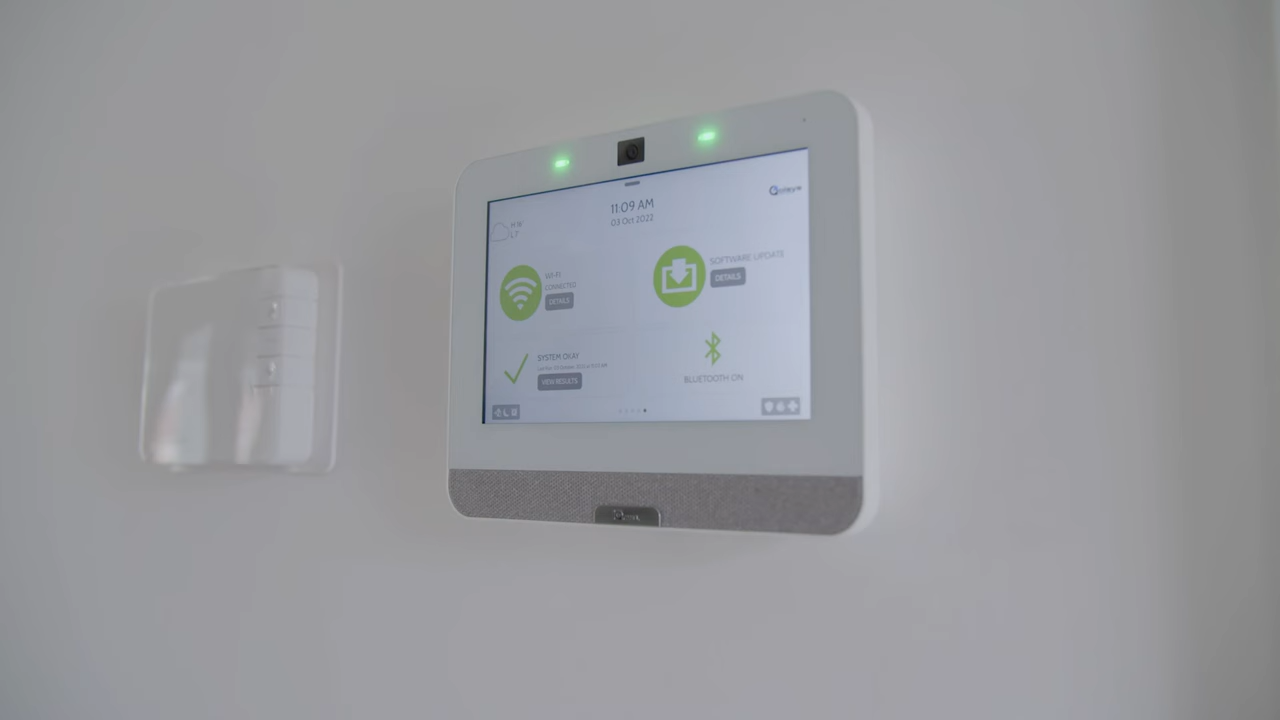 11:09 AM
03 Oct 2022
WI-FI
CONNECTED
DETAILS
SOFTWARE UPDATE
DETAILS
SYSTEM OKAY
VIEW RESULTS
BLUETOOTH ON